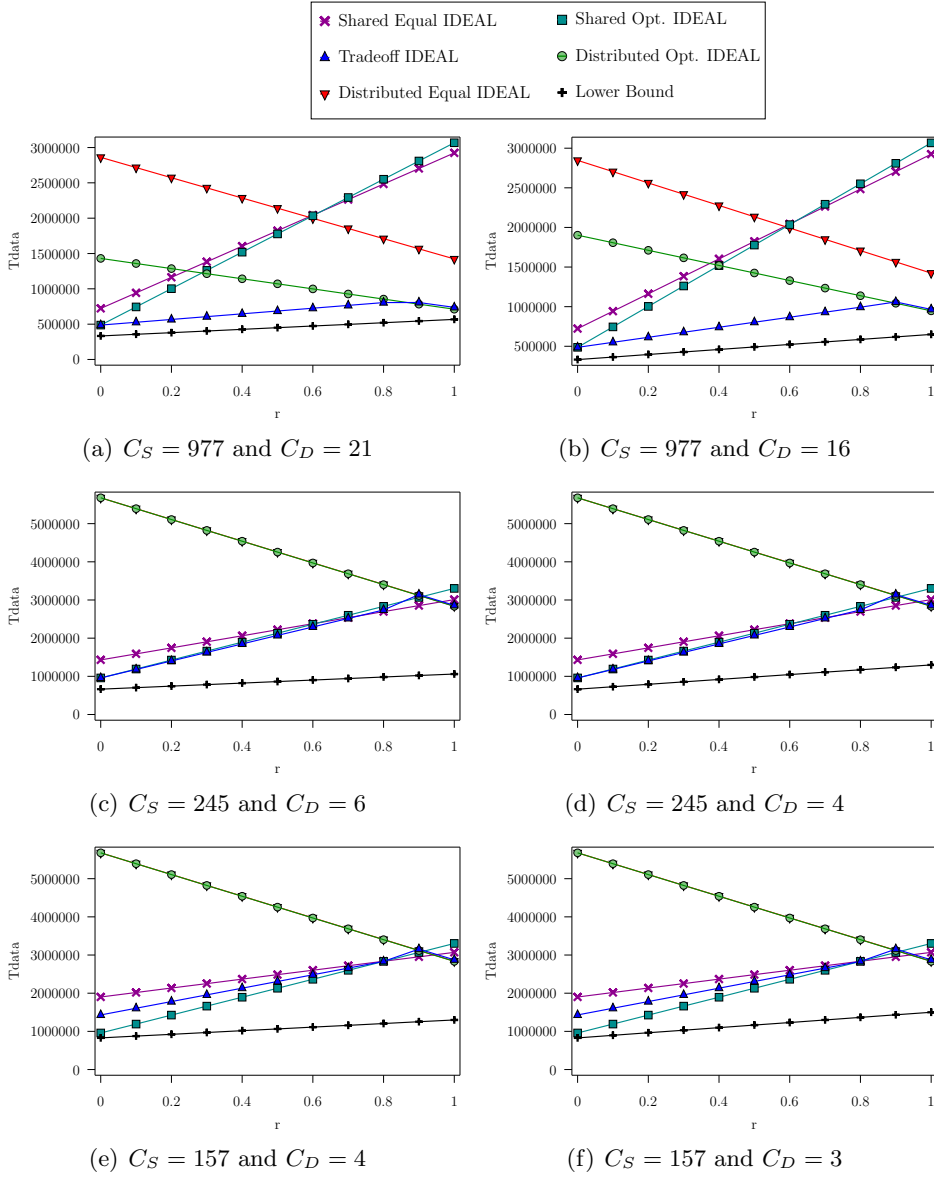 Shared Equal IDEAL
Shared Opt. IDEAL
Tradeoff IDEAL
Distributed Opt. IDEAL
Distributed Equal IDEAL
Lower Bound
3000000
2500000
2000000
1500000
1000000
500000
0
Tdata
0 0.2 0.4 0.6 0.8 1
r
(a) C_S = 977 and C_D = 21
3000000
2500000
2000000
1500000
1000000
500000
Tdata
0 0.2 0.4 0.6 0.8 1
r
(b) C_S = 977 and C_D = 16
5000000
4000000
3000000
2000000
1000000
0
Tdata
0 0.2 0.4 0.6 0.8 1
r
(c) C_S = 245 and C_D = 6
5000000
4000000
3000000
2000000
1000000
0
Tdata
0 0.2 0.4 0.6 0.8 1
r
(d) C_S = 245 and C_D = 4
5000000
4000000
3000000
2000000
1000000
0
Tdata
0 0.2 0.4 0.6 0.8 1
r
(e) C_S = 157 and C_D = 4
5000000
4000000
3000000
2000000
1000000
0
Tdata
0 0.2 0.4 0.6 0.8 1
r
(f) C_S = 157 and C_D = 3